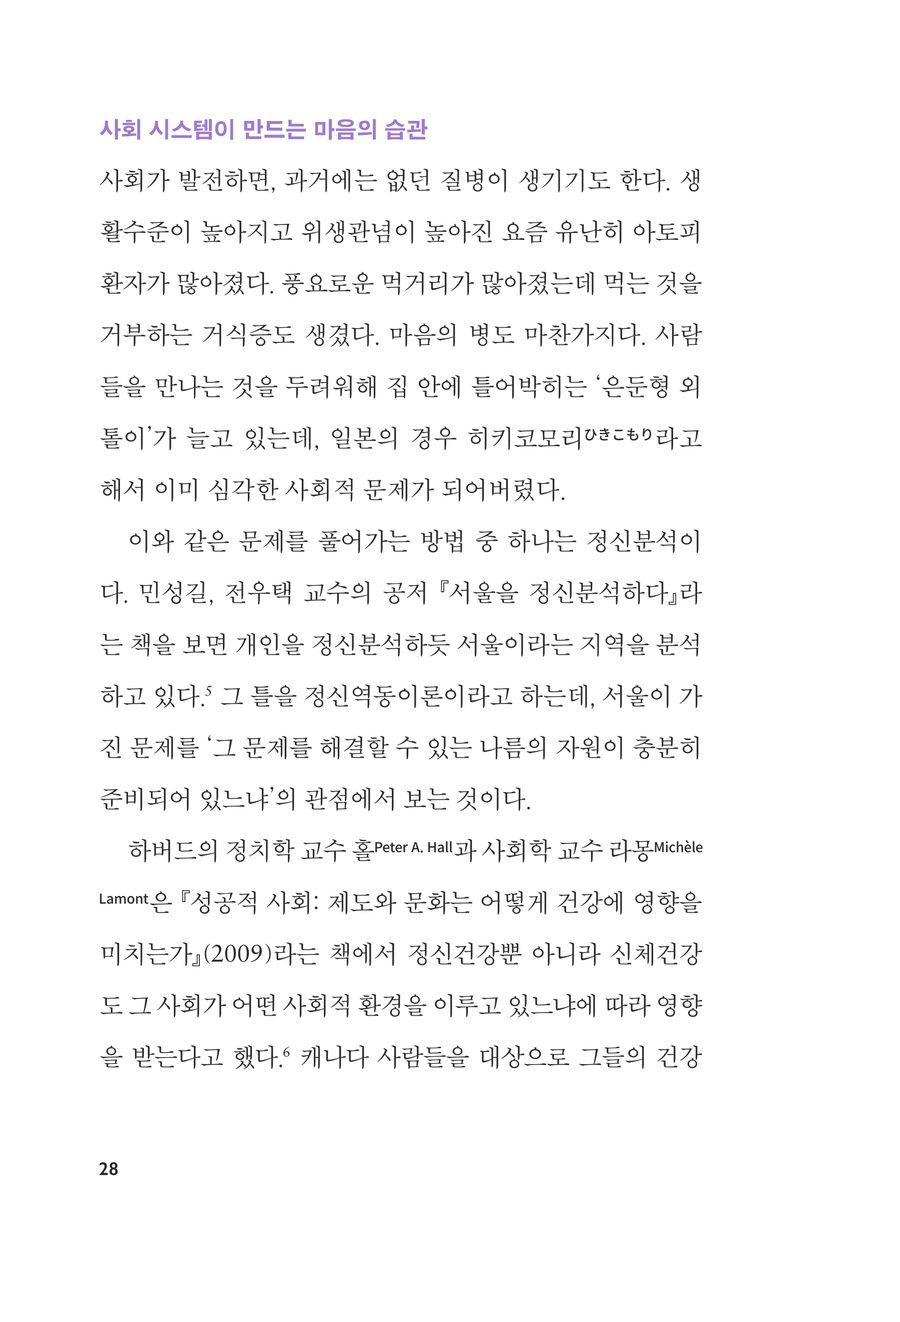 사회 시스템이 만드는 마음의 습관
사회가 발전하면, 과거에는 없던 질병이 생기기도 한다. 생
활수준이 높아지고 위생관념이 높아진 요즘 유난히 아토피
환자가 많아졌다. 풍요로운 먹거리가 많아졌는데 먹는 것을
거부하는 거식증도 생겼다. 마음의 병도 마찬가지다. 사람
들을 만나는 것을 두려워해 집 안에 틀어박히는 ‘은둔형 외
톨이’가 늘고 있는데, 일본의 경우 히키코모리ひきこもり라고
해서 이미 심각한 사회적 문제가 되어버렸다.
이와 같은 문제를 풀어가는 방법 중 하나는 정신분석이
다. 민성길, 전우택 교수의 공저 『서울을 정신분석하다』라
는 책을 보면 개인을 정신분석하듯 서울이라는 지역을 분석
하고 있다.5 그 틀을 정신역동이론이라고 하는데, 서울이 가
진 문제를 ‘그 문제를 해결할 수 있는 나름의 자원이 충분히
준비되어 있느냐’의 관점에서 보는 것이다.
하버드의 정치학 교수 홀Peter A. Hall과 사회학 교수 라몽Michèle
Lamont은 『성공적 사회: 제도와 문화는 어떻게 건강에 영향을
미치는가』(2009)라는 책에서 정신건강뿐 아니라 신체건강
도 그 사회가 어떤 사회적 환경을 이루고 있느냐에 따라 영향
을 받는다고 했다.6 캐나다 사람들을 대상으로 그들의 건강
28